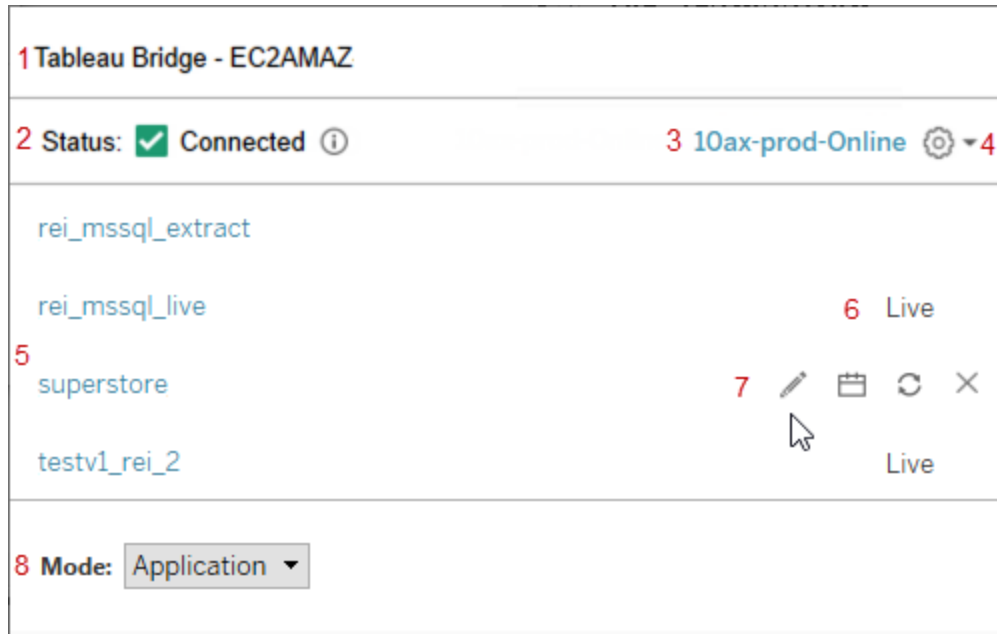 1 Tableau Bridge - EC2AMAZ
2 Status: Connected 3 10ax-prod-Online 4
rei_mssql_extract
rei_mssql_live 6 Live
5
superstore 7
testv1_rei_2 Live
8 Mode: Application